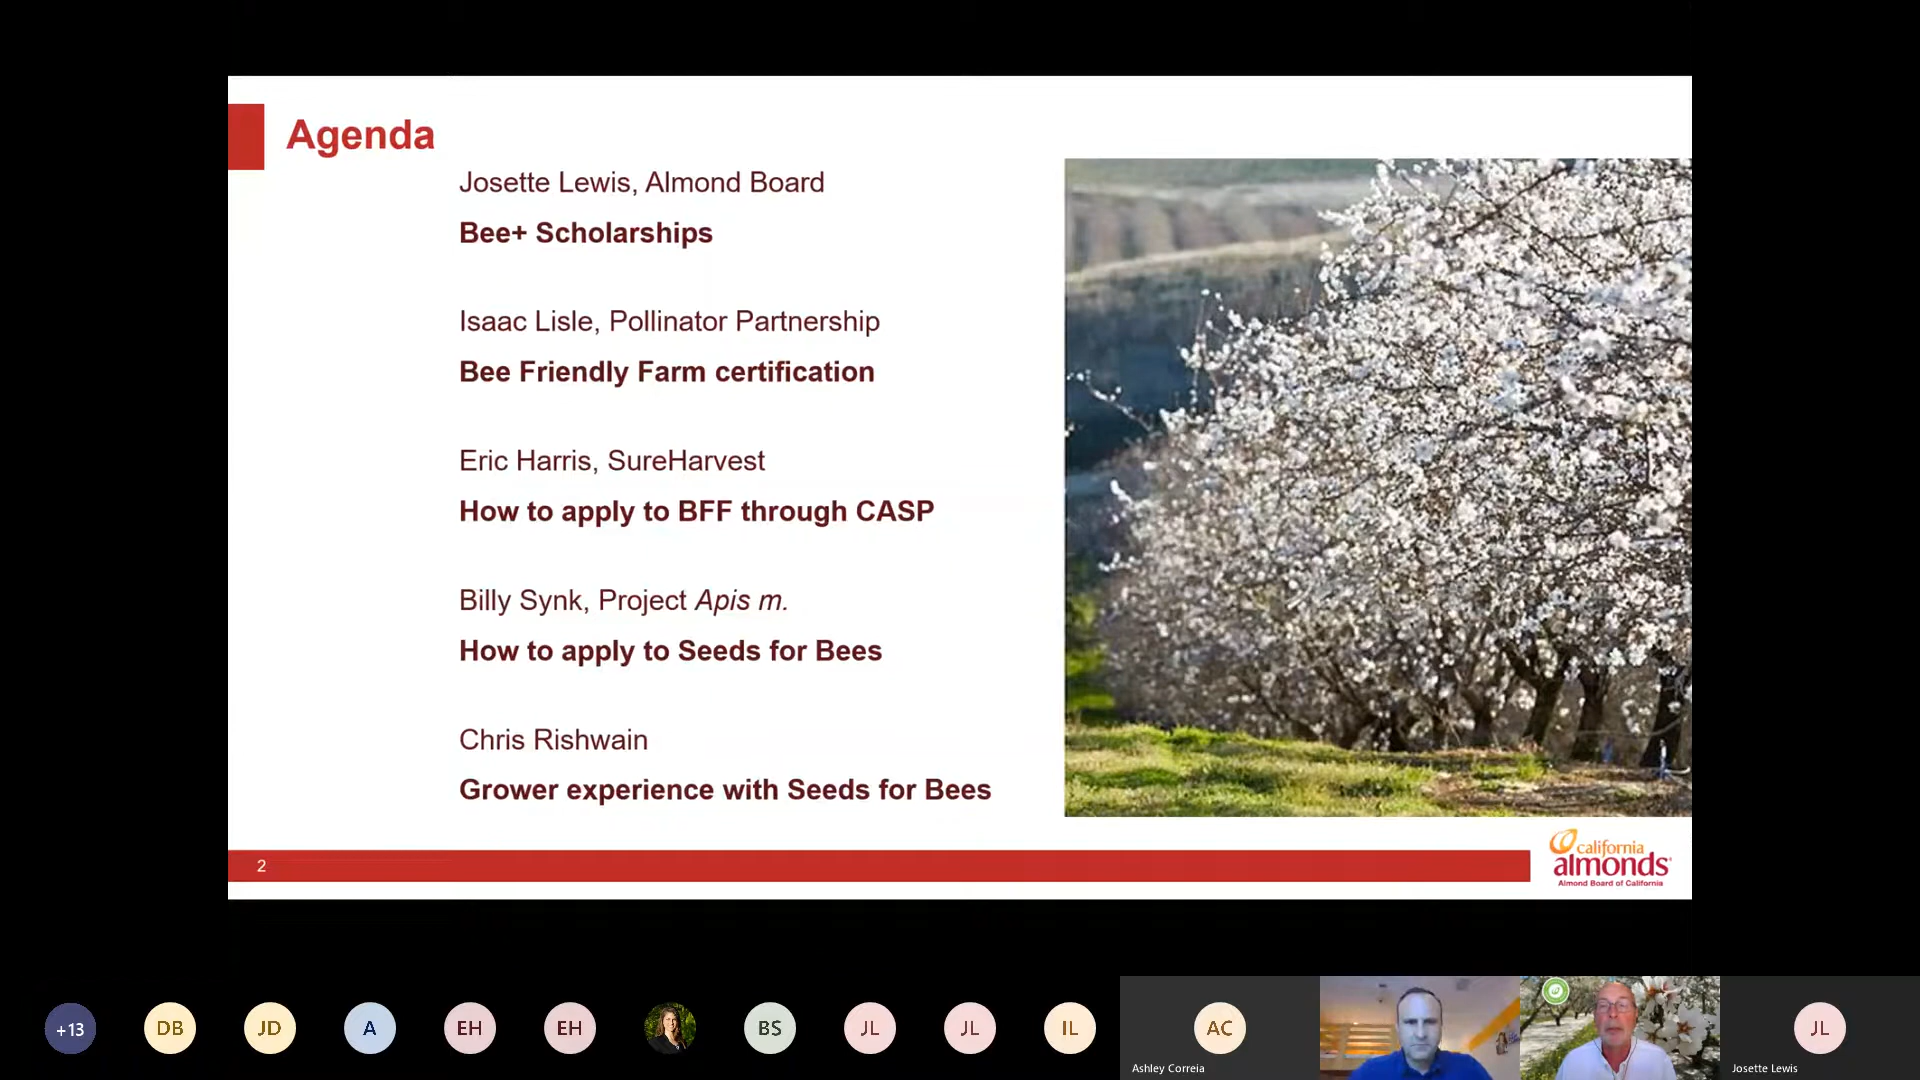 Agenda
Josette Lewis, Almond Board
Bee+ Scholarships
Isaac Lisle, Pollinator Partnership
Bee Friendly Farm certification
Eric Harris, SureHarvest
How to apply to BFF through CASP
Billy Synk, Project Apis m.
How to apply to Seeds for Bees
Chris Rishwain
Grower experience with Seeds for Bees
2
california
almonds
Almond Board of California
+13
DB
JD
A
EH
EH
BS
JL
JL
IL
AC
Ashley Correia
JL
Josette Lewis